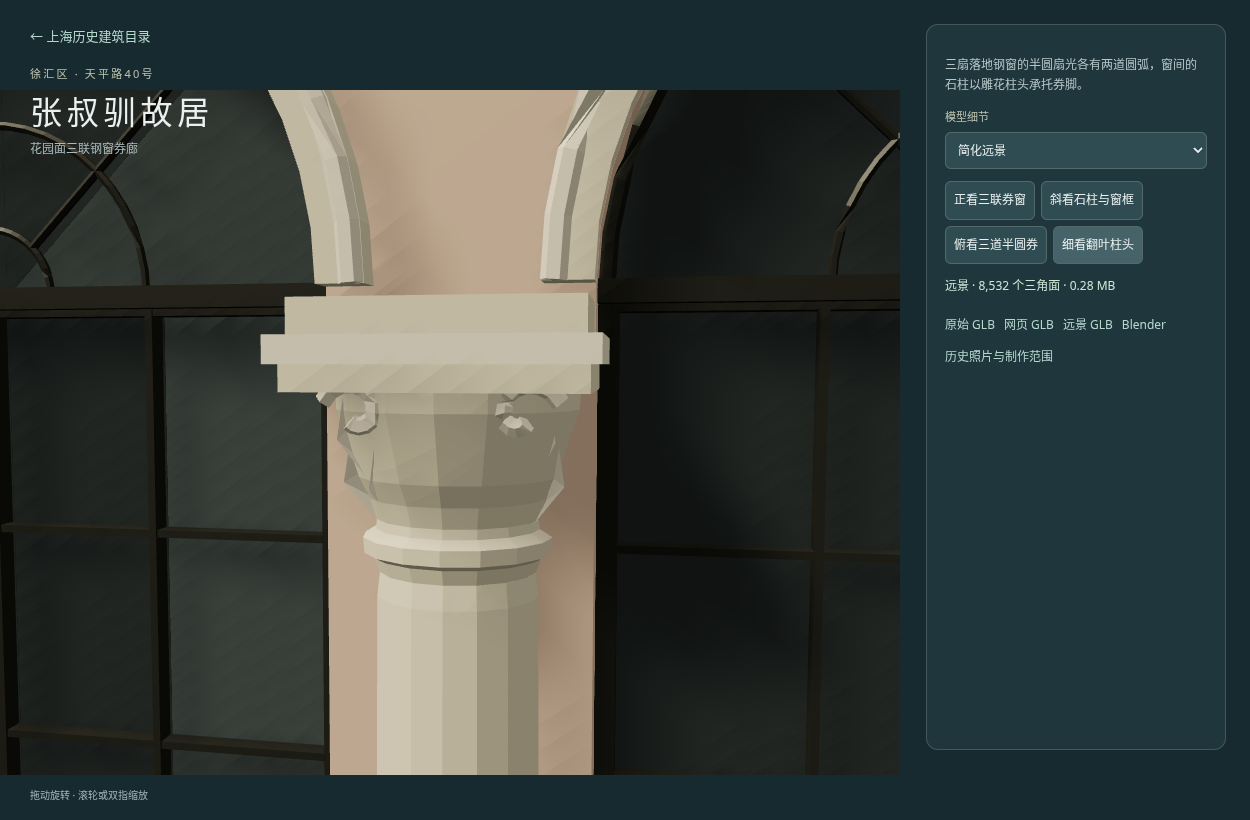 ← 上海历史建筑目录
徐汇区 · 天平路40号
张叔驯故居
花园面三联钢窗券廊
三扇落地钢窗的半圆扇光各有两道圆弧，窗间的
石柱以雕花柱头承托券脚。
模型细节
简化远景
正看三联券窗 斜看石柱与窗框
俯看三道半圆券 细看翻叶柱头
远景 · 8,532 个三角面 · 0.28 MB
原始 GLB 网页 GLB 远景 GLB Blender
历史照片与制作范围
拖动旋转 · 滚轮或双指缩放